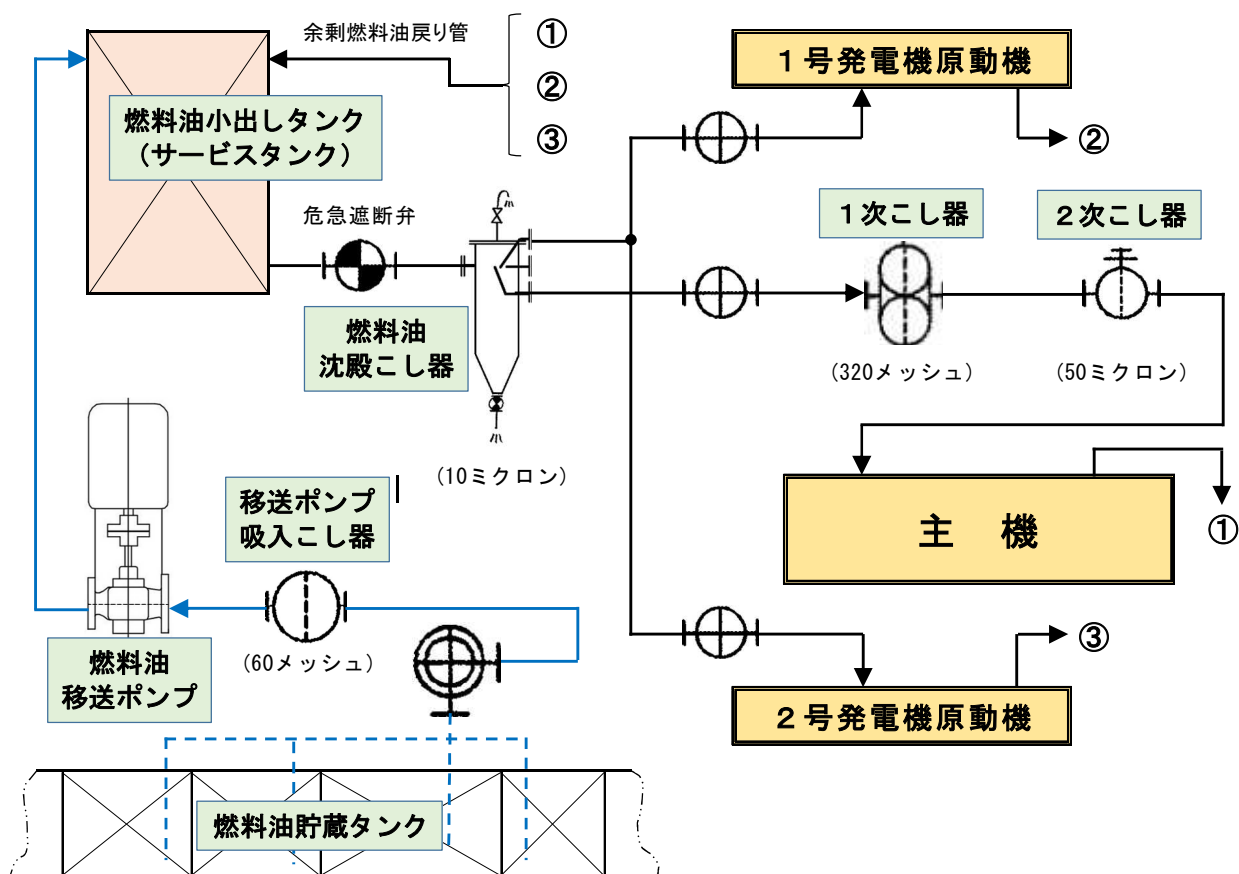 余剰燃料油戻り管
①
②
③
燃料油小出しタンク
（サービスタンク）
危急遮断弁
燃料油
沈殿こし器
(10ミクロン)
１号発電機原動機
②
１次こし器
２次こし器
(320メッシュ)
(50ミクロン)
主　機
①
移送ポンプ
吸入こし器
(60メッシュ)
燃料油
移送ポンプ
③
２号発電機原動機
燃料油貯蔵タンク